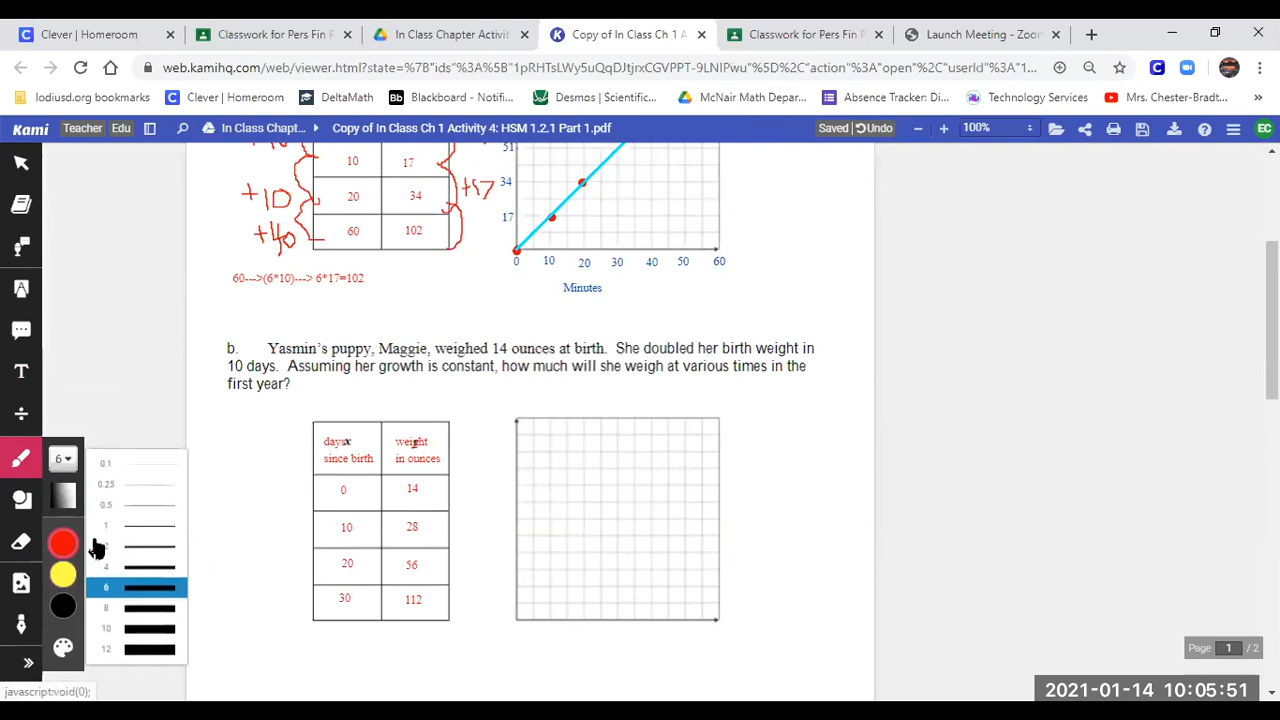 Clever | Homeroom
Classwork for Pers Fin P
In Class Chapter Activit
Copy of In Class Ch 1 A
Classwork for Pers Fin P
Launch Meeting - Zoom
web.kamihq.com/web/viewer.html?state=%7B"ids"%3A%5B"1pRHTsLWy5uQqDJtjrxCGVPPT-9LNlPwu"%5D%2C"action"%3A"open"%2C"userId"%3A"1...
lodiusd.org bookmarks
Clever | Homeroom
DeltaMath
Blackboard - Notifi...
Desmos | Scientific...
McNair Math Depar...
Absence Tracker: Di...
Technology Services
Mrs. Chester-Bradt...
»
Kami
Teacher
Edu
In Class Chapt...
Copy of In Class Ch 1 Activity 4: HSM 1.2.1 Part 1.pdf
Saved
Undo
100%
EC
51
10 17
+10
20 34
+17
34
+40
60 102
17
0 10 20 30 40 50 60
60--->(6*10)---> 6*17=102
Minutes
b. Yasmin's puppy, Maggie, weighed 14 ounces at birth. She doubled her birth weight in
10 days. Assuming her growth is constant, how much will she weigh at various times in the
first year?
days x
since birth
weight
in ounces
0 14
10 28
20 56
30 112
6
0.1
0.25
0.5
1
4
6
8
10
12
Page 1 / 2
javascript:void(0);
2021-01-14 10:05:51